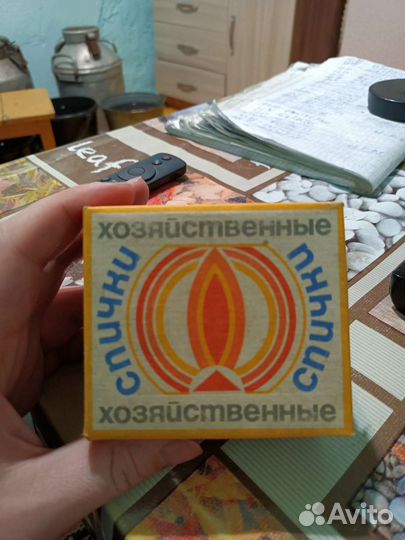 хозяйственные
спички
спички
хозяйственные
leaf
Avito